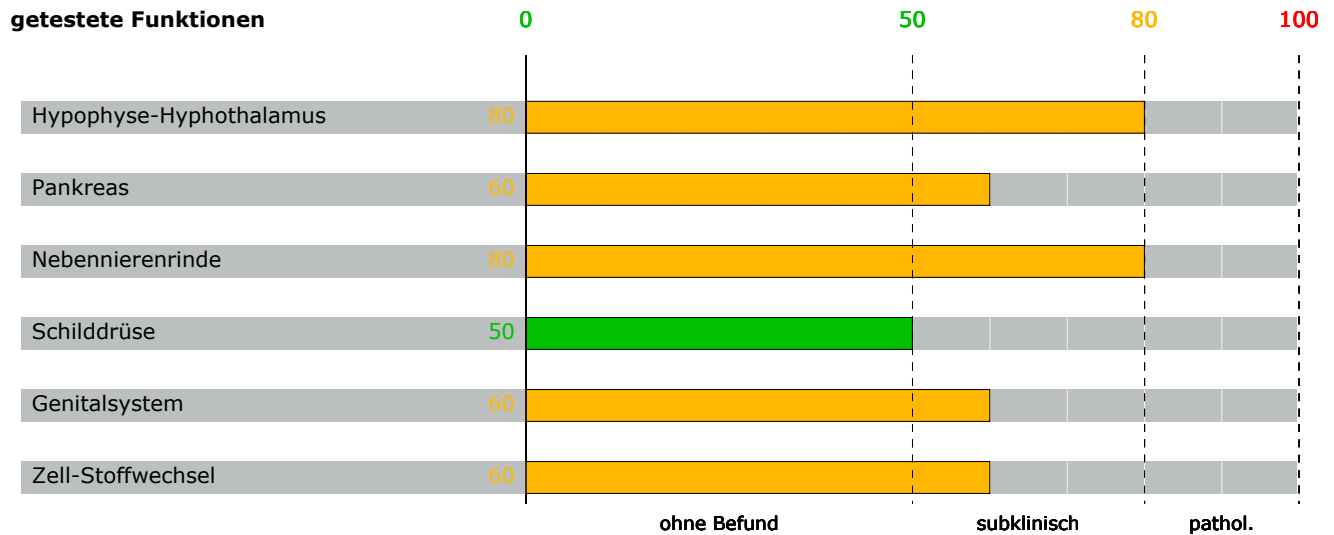 getestete Funktionen 0 50 80 100
Hypophyse-Hyphothalamus 80
Pankreas 60
Nebennierenrinde 80
Schilddrüse 50
Genitalsystem 60
Zell-Stoffwechsel 60
ohne Befund subklinisch pathol.